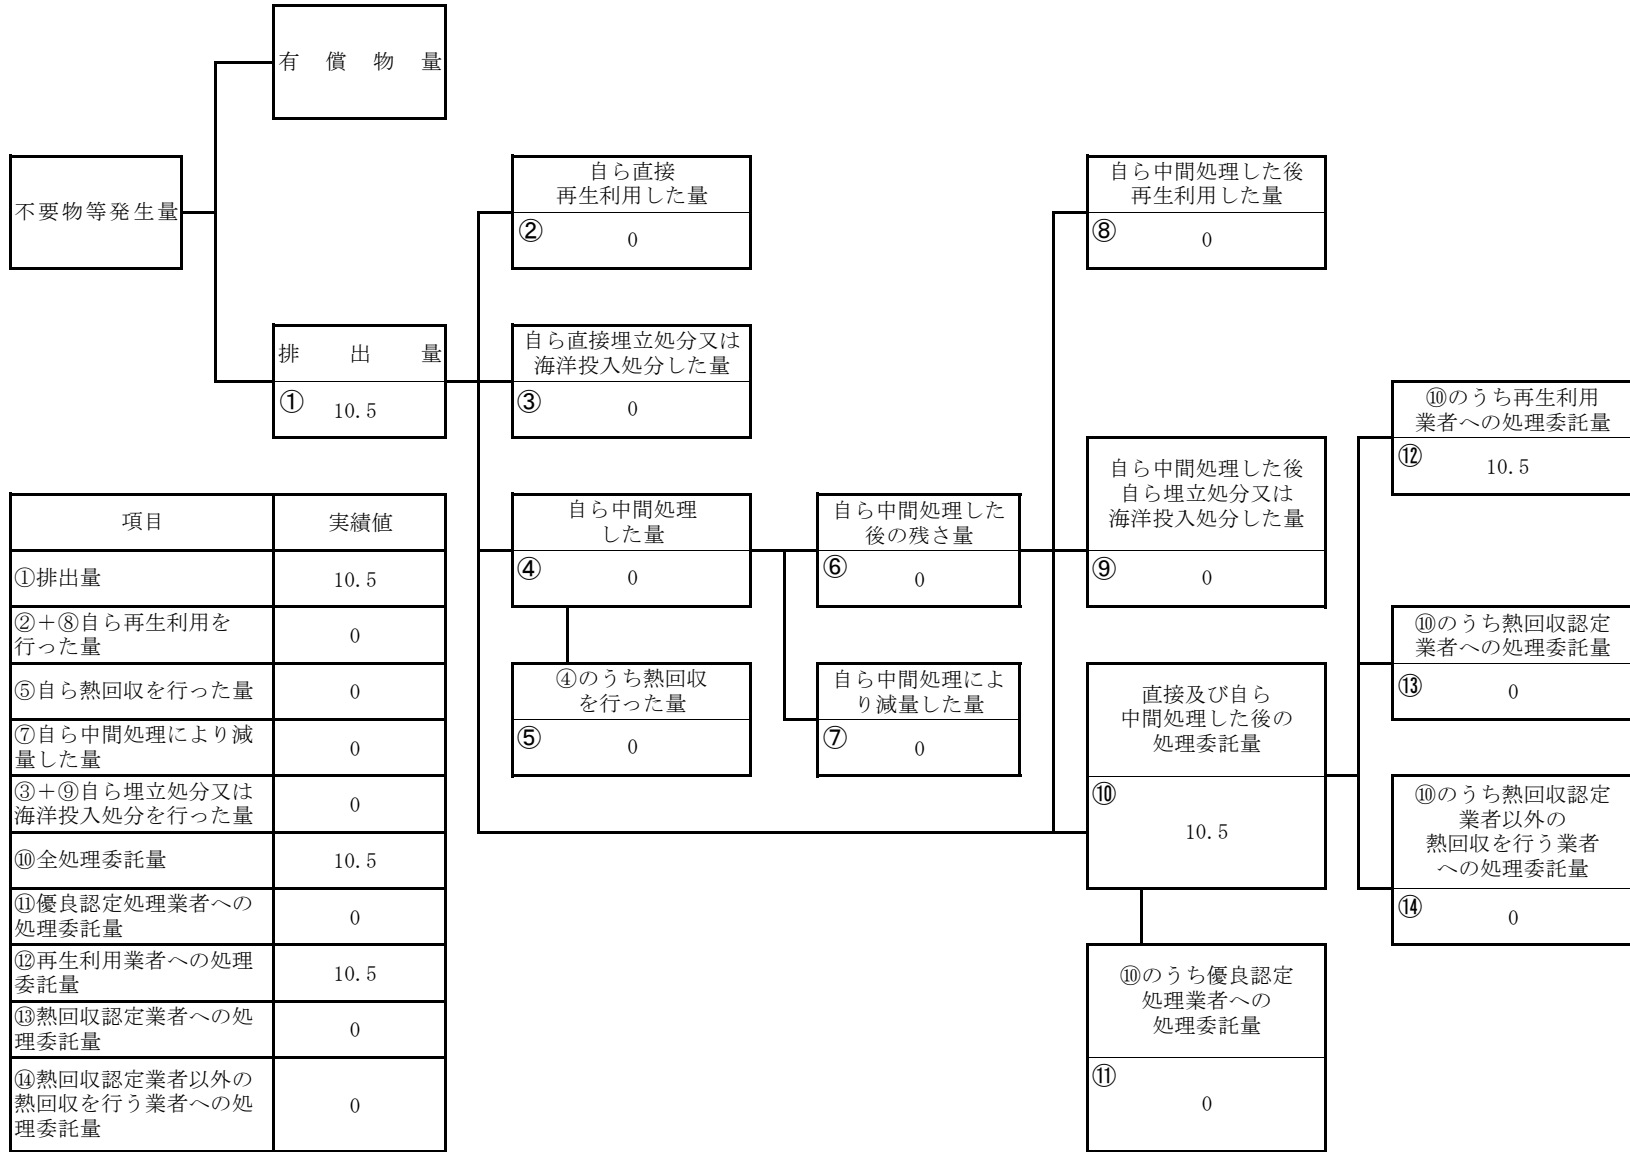 有償物量
不要物等発生量
自ら直接
再生利用した量
②
0
自ら中間処理した後
再生利用した量
⑧
0
排出量
①
10.5
自ら直接埋立処分又は
海洋投入処分した量
③
0
⑩のうち再生利用
業者への処理委託量
⑫
10.5
自ら中間処理
した量
④
0
自ら中間処理した
後の残さ量
⑥
0
自ら中間処理した後
自ら埋立処分又は
海洋投入処分した量
⑨
0
⑩のうち熱回収認定
業者への処理委託量
⑬
0
④のうち熱回収
を行った量
⑤
0
自ら中間処理によ
り減量した量
⑦
0
直接及び自ら
中間処理した後の
処理委託量
⑩
10.5
⑩のうち熱回収認定
業者以外の
熱回収を行う業者
への処理委託量
⑭
0
⑩のうち優良認定
処理業者への
処理委託量
⑪
0
項目 実績値
①排出量 10.5
②＋⑧自ら再生利用を
行った量
0
⑤自ら熱回収を行った量 0
⑦自ら中間処理により減
量した量
0
③＋⑨自ら埋立処分又は
海洋投入処分を行った量
0
⑩全処理委託量 10.5
⑪優良認定処理業者への
処理委託量
0
⑫再生利用業者への処理
委託量
10.5
⑬熱回収認定業者への処
理委託量
0
⑭熱回収認定業者以外の
熱回収を行う業者への処
理委託量
0